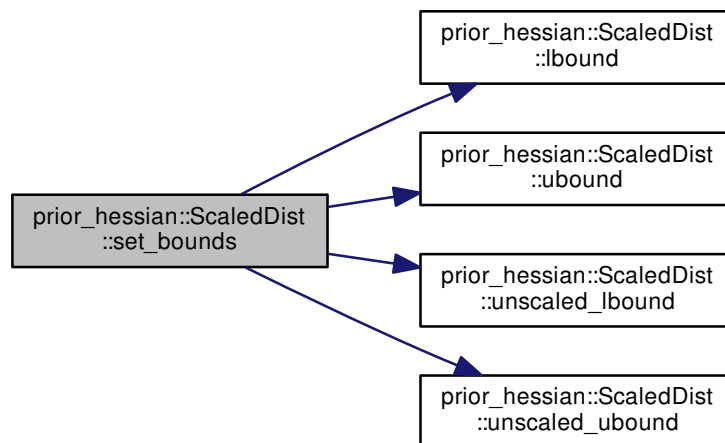 prior_hessian::ScaledDist
::lbound
prior_hessian::ScaledDist
::ubound
prior_hessian::ScaledDist
::set_bounds
prior_hessian::ScaledDist
::unscaled_lbound
prior_hessian::ScaledDist
::unscaled_ubound